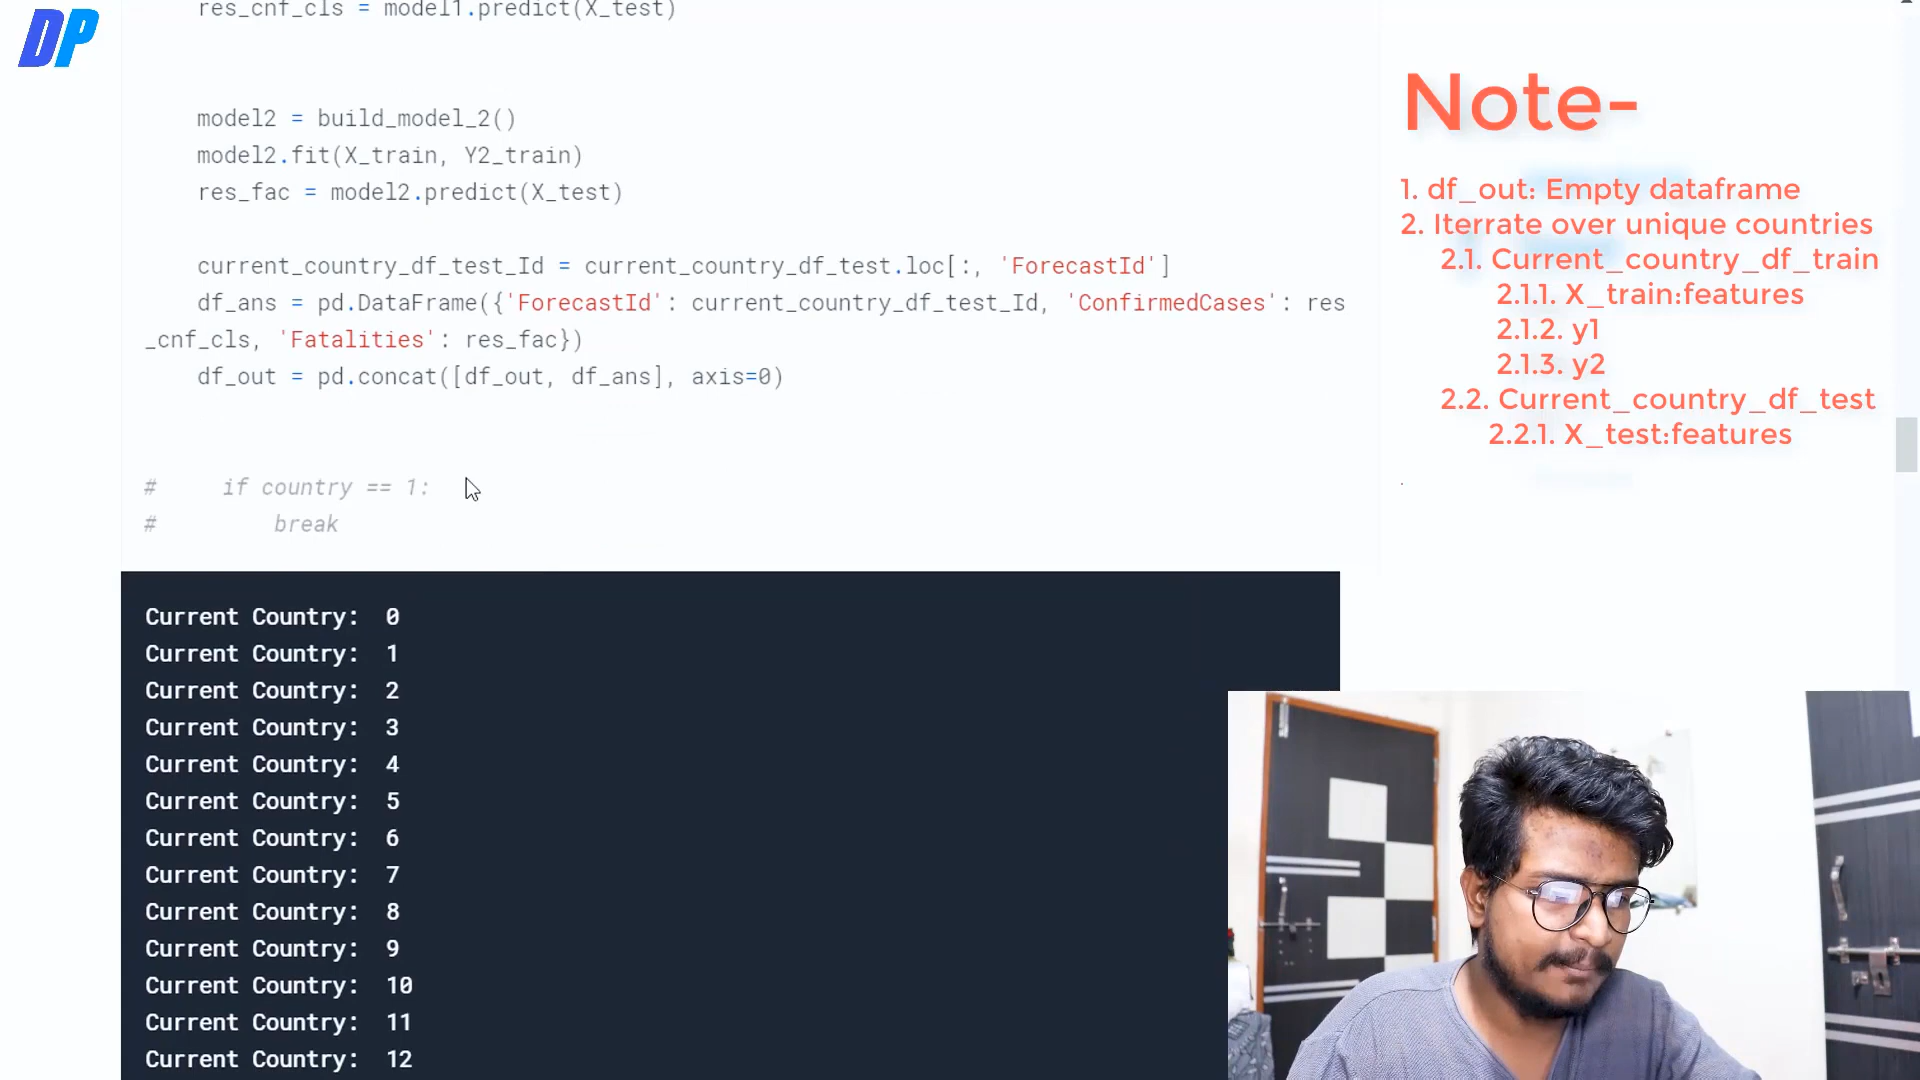 DP
res_cnf_cls = model1.predict(X_test)
model2 = build_model_2()
model2.fit(X_train, Y2_train)
res_fac = model2.predict(X_test)
current_country_df_test_Id = current_country_df_test.loc[:, 'ForecastId']
df_ans = pd.DataFrame({'ForecastId': current_country_df_test_Id, 'ConfirmedCases': res
_cnf_cls, 'Fatalities': res_fac})
df_out = pd.concat([df_out, df_ans], axis=0)
# if country == 1:
# break
Current Country: 0
Current Country: 1
Current Country: 2
Current Country: 3
Current Country: 4
Current Country: 5
Current Country: 6
Current Country: 7
Current Country: 8
Current Country: 9
Current Country: 10
Current Country: 11
Current Country: 12
Note-
1. df_out: Empty dataframe
2. Iterrate over unique countries
2.1. Current_country_df_train
2.1.1. X_train:features
2.1.2. y1
2.1.3. y2
2.2. Current_country_df_test
2.2.1. X_test:features